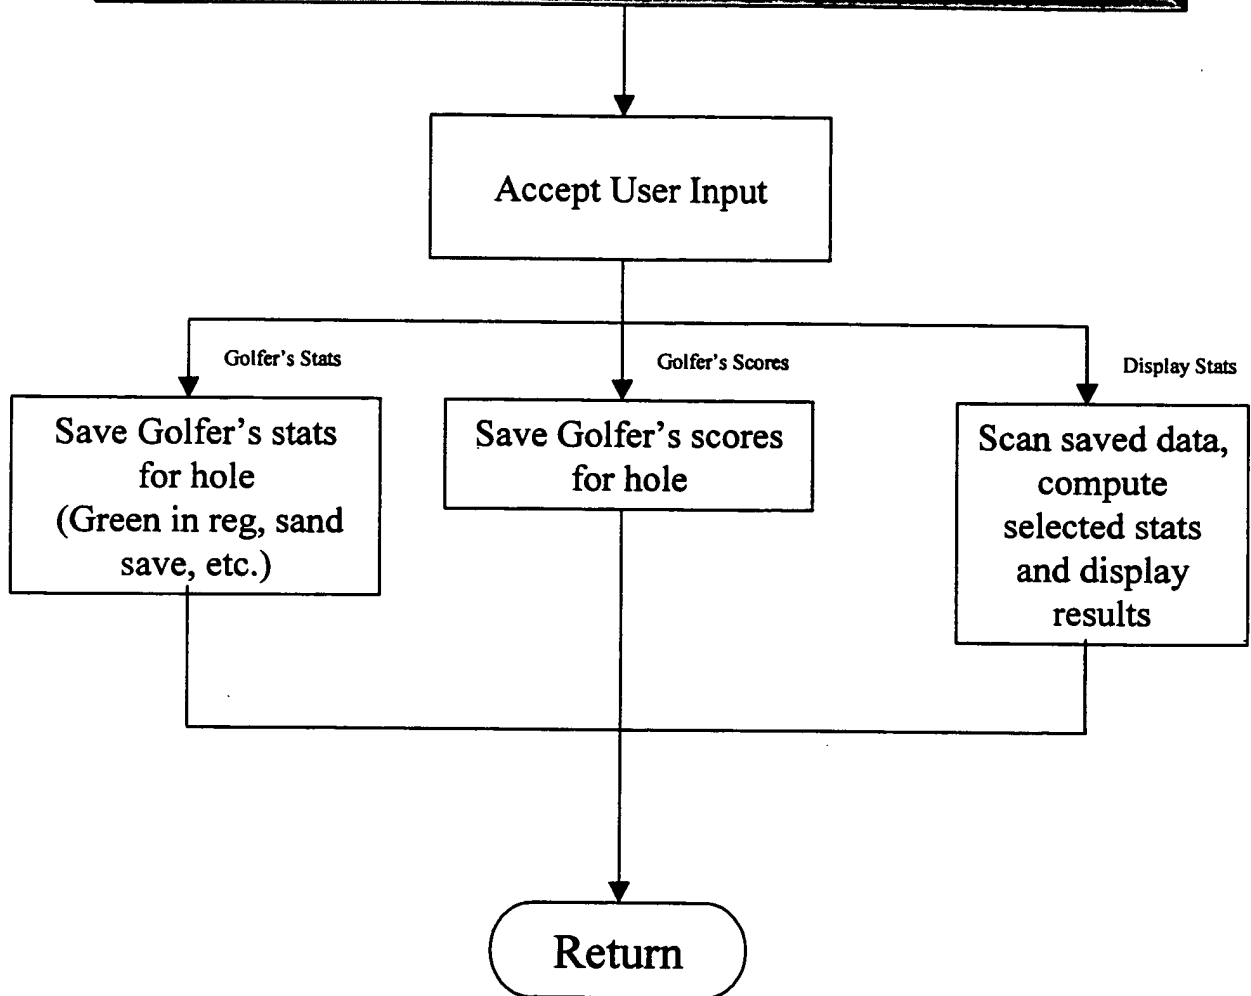 Accept User Input
Golfer's Stats
Golfer's Scores
Display Stats
Save Golfer's stats
for hole
(Green in reg, sand
save, etc.)
Save Golfer's scores
for hole
Scan saved data,
compute
selected stats
and display
results
Return